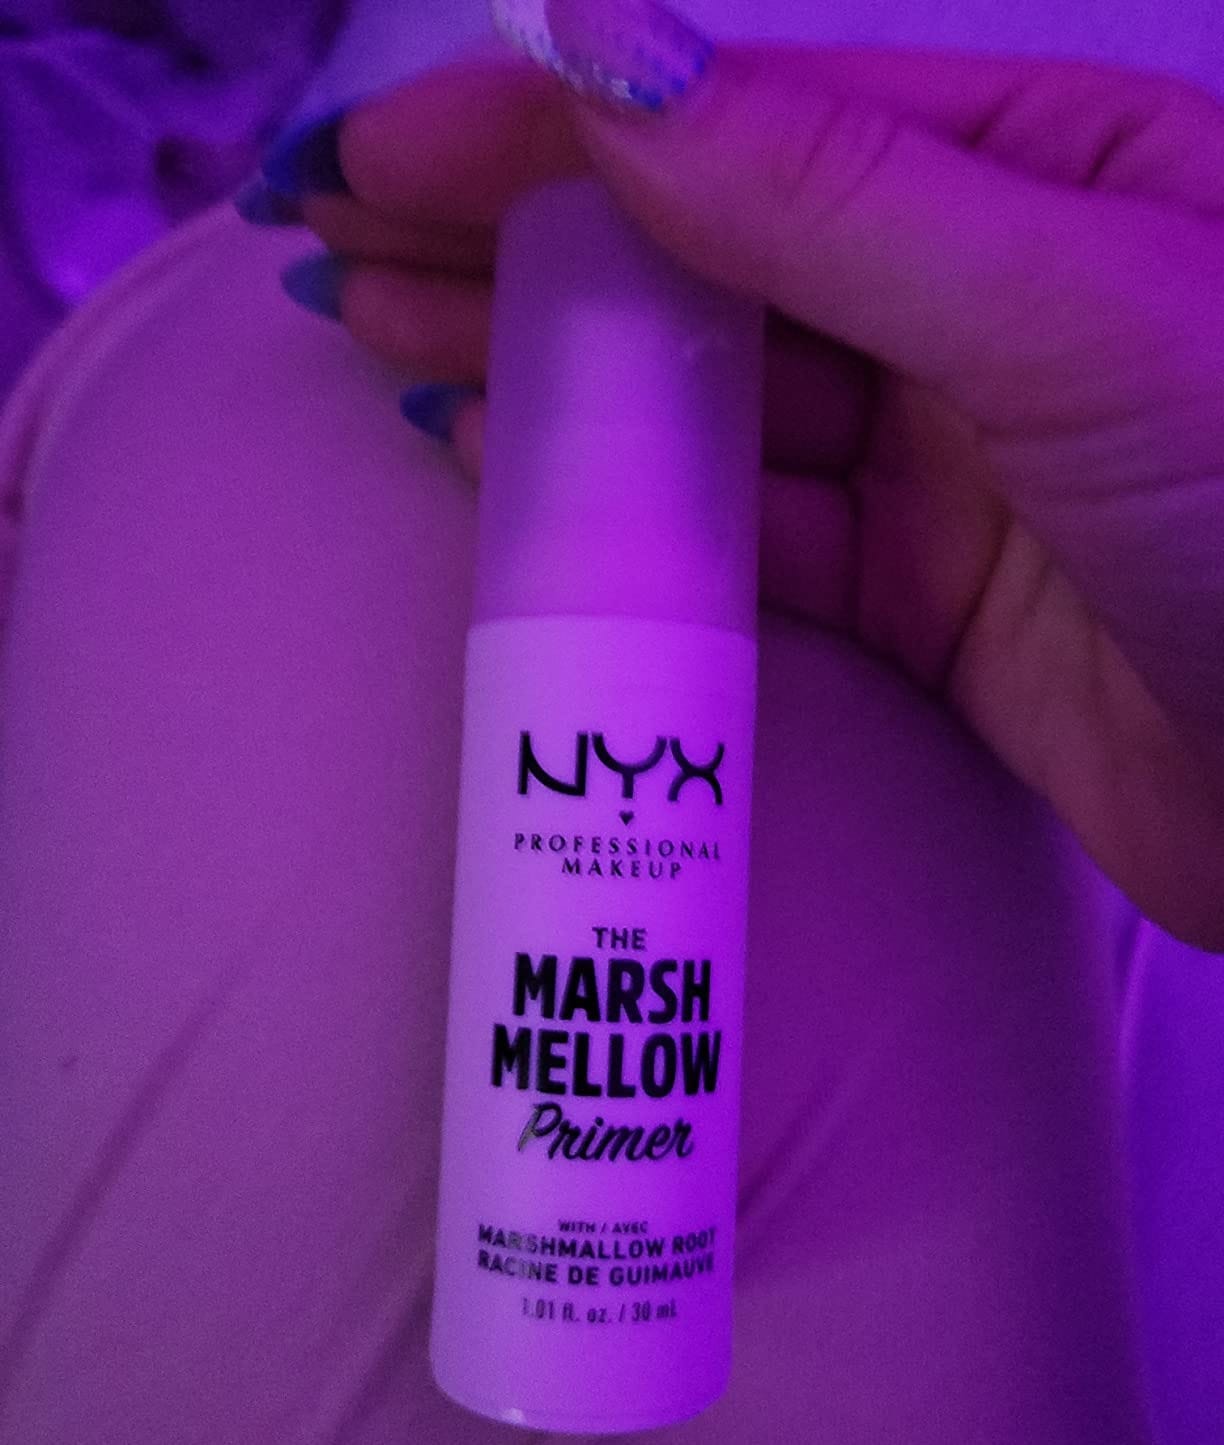 NYX
PROFESSIONAL
MAKEUP
THE
MARSH
MELLOW
Primer
WITH / AVEC
MARSHMALLOW ROOT
RACINE DE GUIMAUVE
1.01 fl. oz. / 30 mL